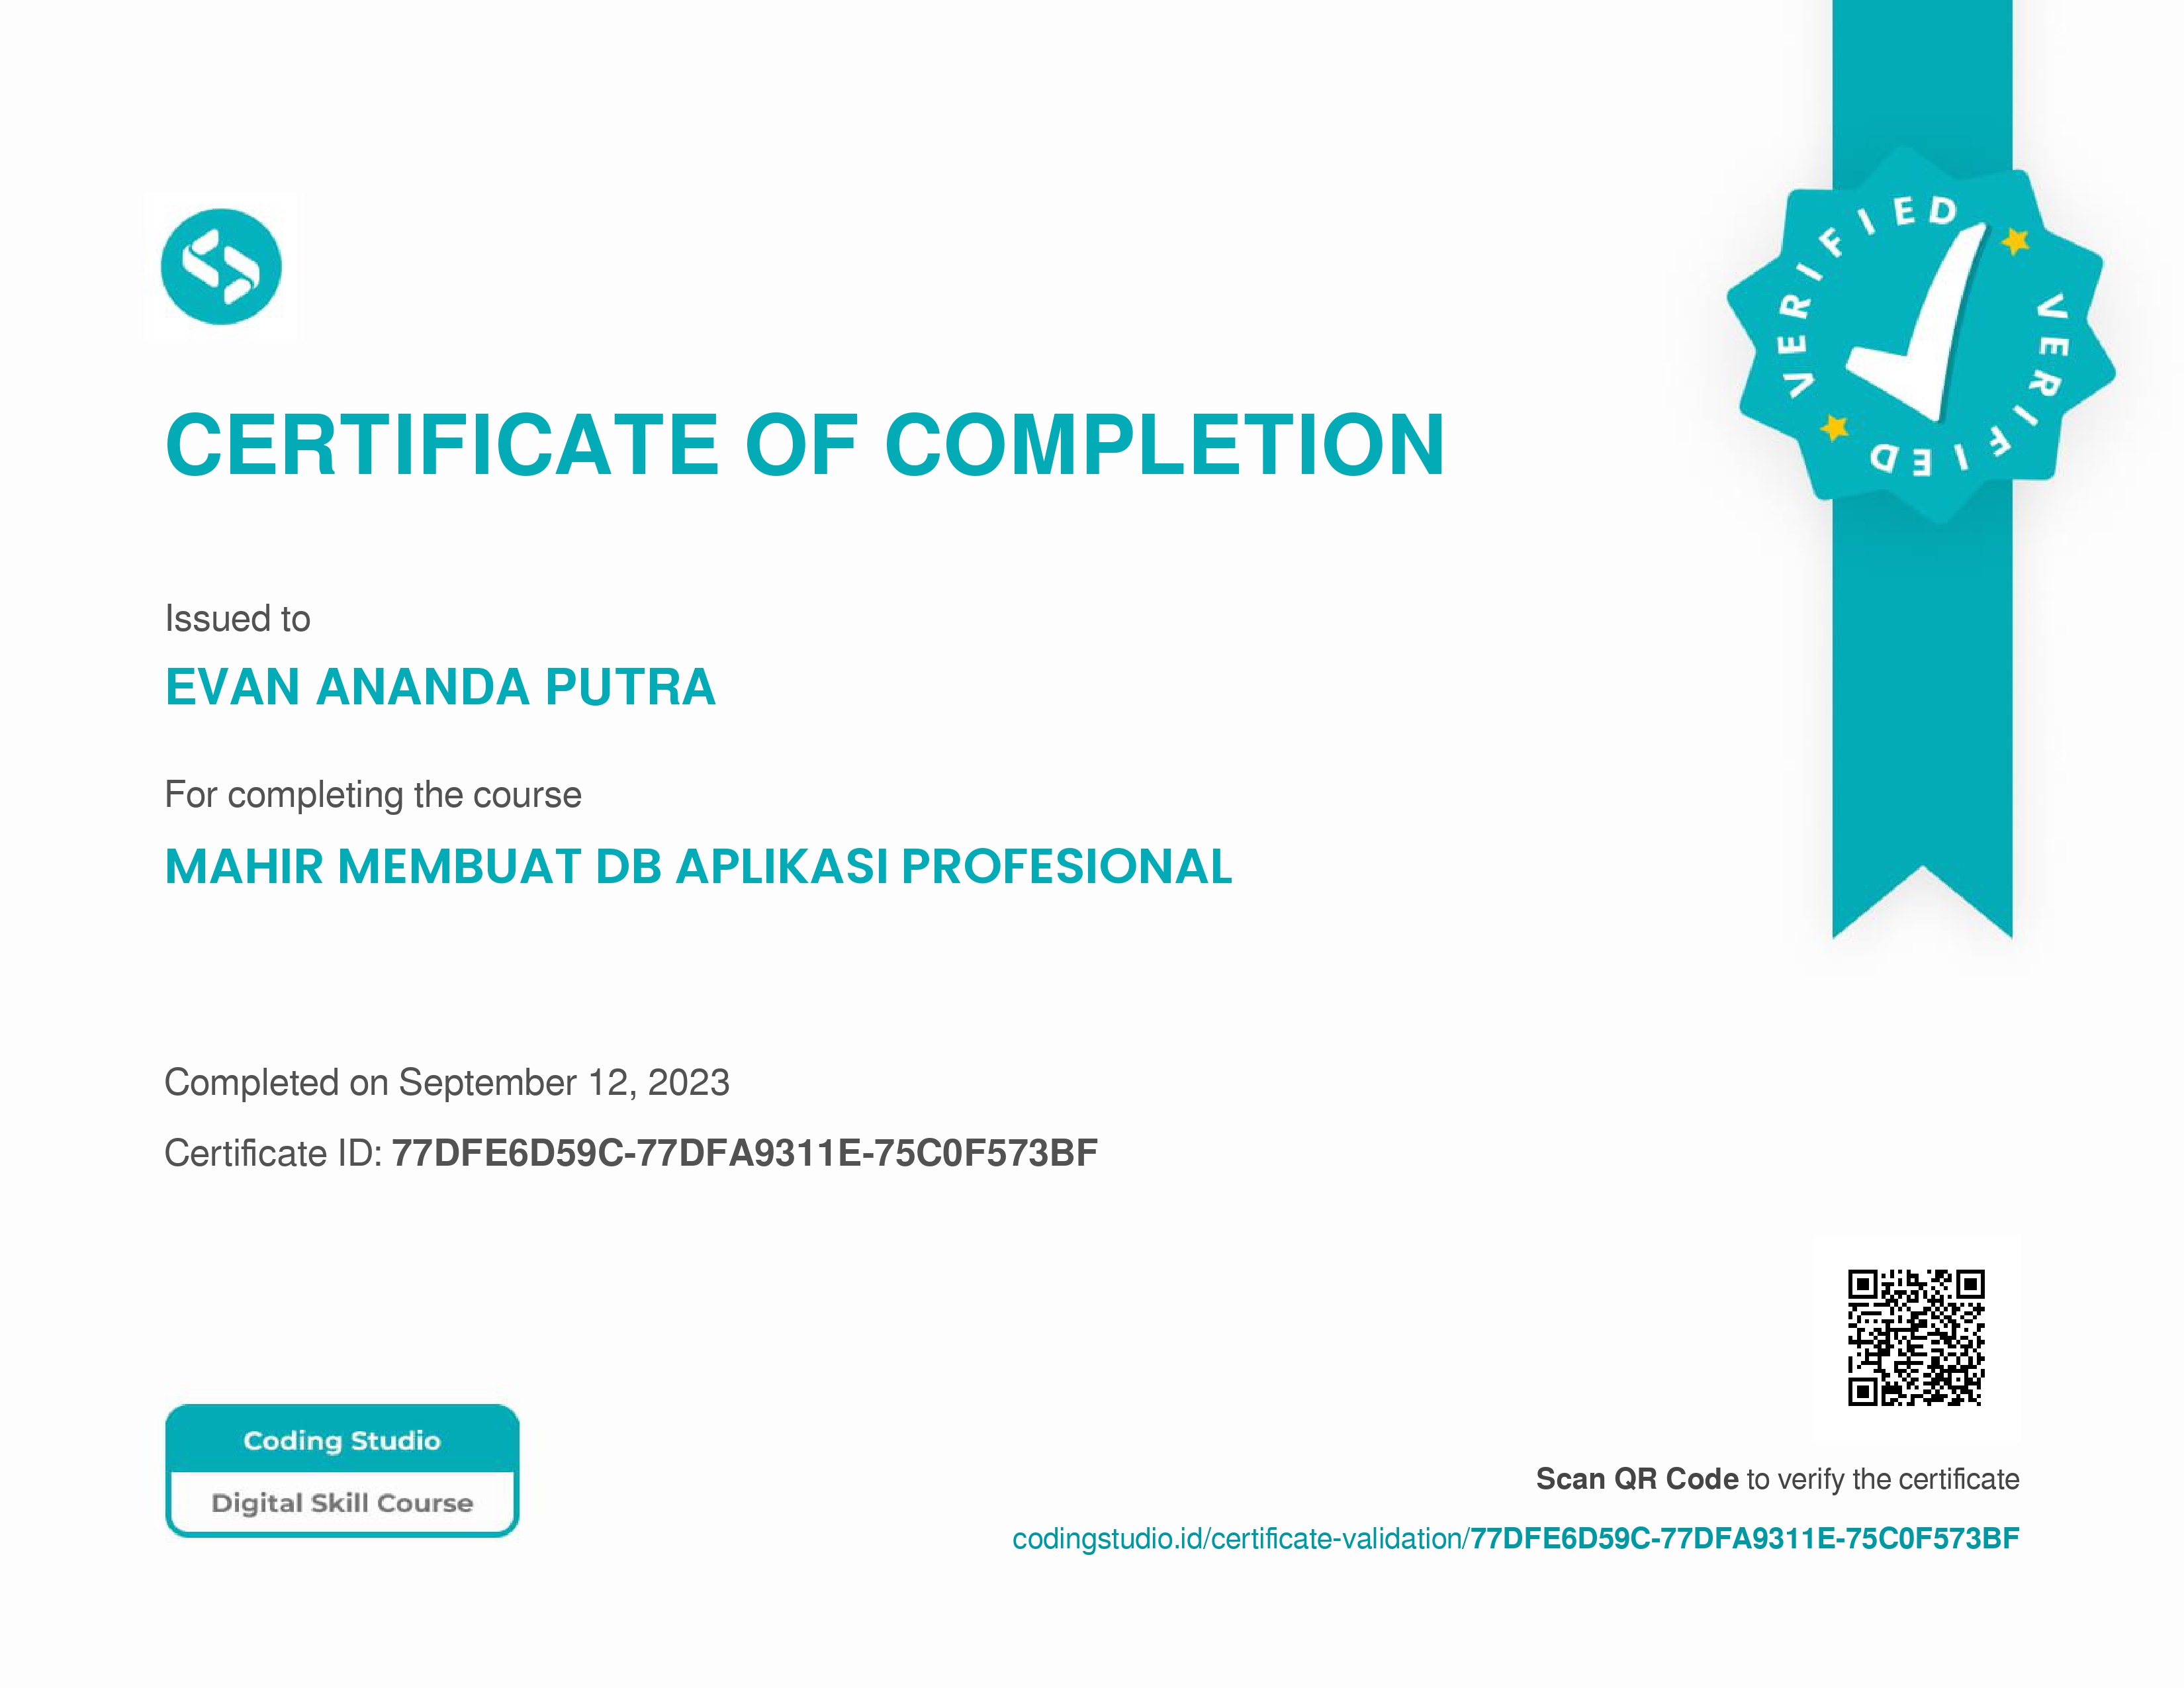 VERIFIED
VERIFIED
CERTIFICATE OF COMPLETION
Issued to
EVAN ANANDA PUTRA
For completing the course
MAHIR MEMBUAT DB APLIKASI PROFESIONAL
Completed on September 12, 2023
Certificate ID: 77DFE6D59C-77DFA9311E-75C0F573BF
Coding Studio
Digital Skill Course
Scan QR Code to verify the certificate
codingstudio.id/certificate-validation/77DFE6D59C-77DFA9311E-75C0F573BF